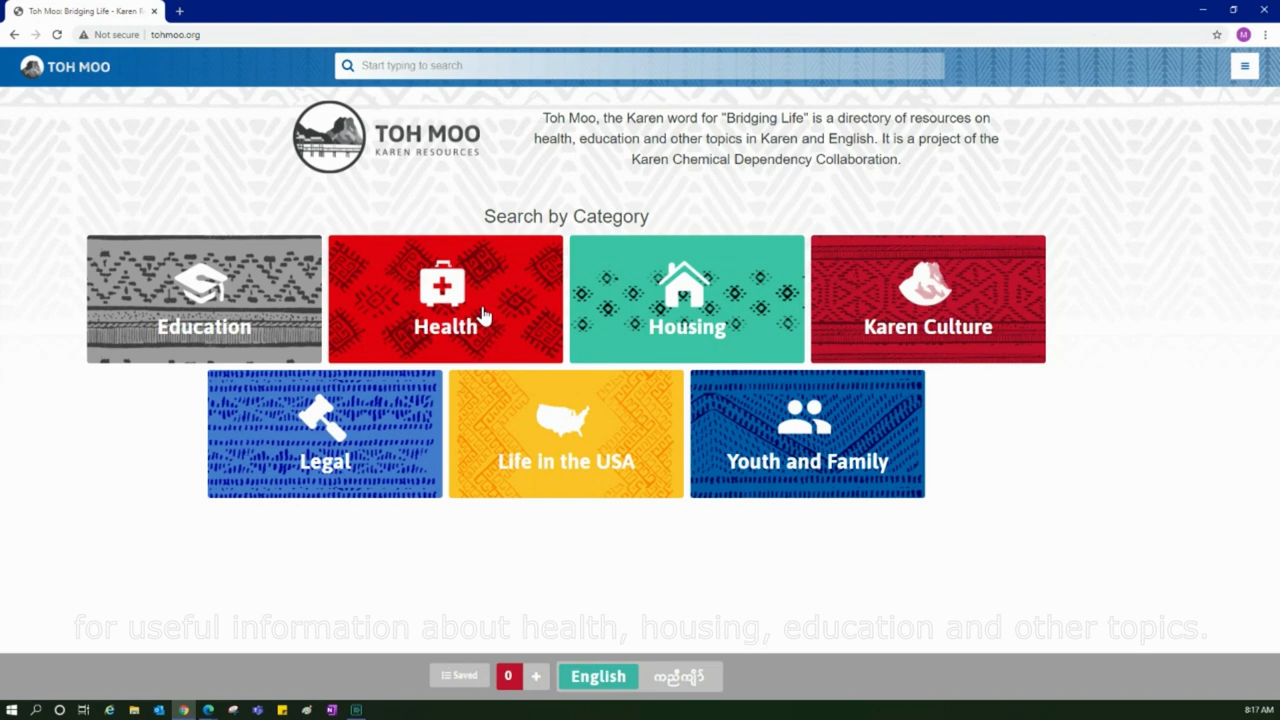 Toh Moo: Bridging Life - Karen R
Not secure
tohmoo.org
TOH MOO
Start typing to search
TOH MOO
KAREN RESOURCES
Toh Moo, the Karen word for "Bridging Life" is a directory of resources on
health, education and other topics in Karen and English. It is a project of the
Karen Chemical Dependency Collaboration.
Search by Category
Education
Health
Housing
Karen Culture
Legal
Life in the USA
Youth and Family
for useful information about health, housing, education and other topics.
Saved
0
+
English
ကညီကျိာ်
8:17 AM